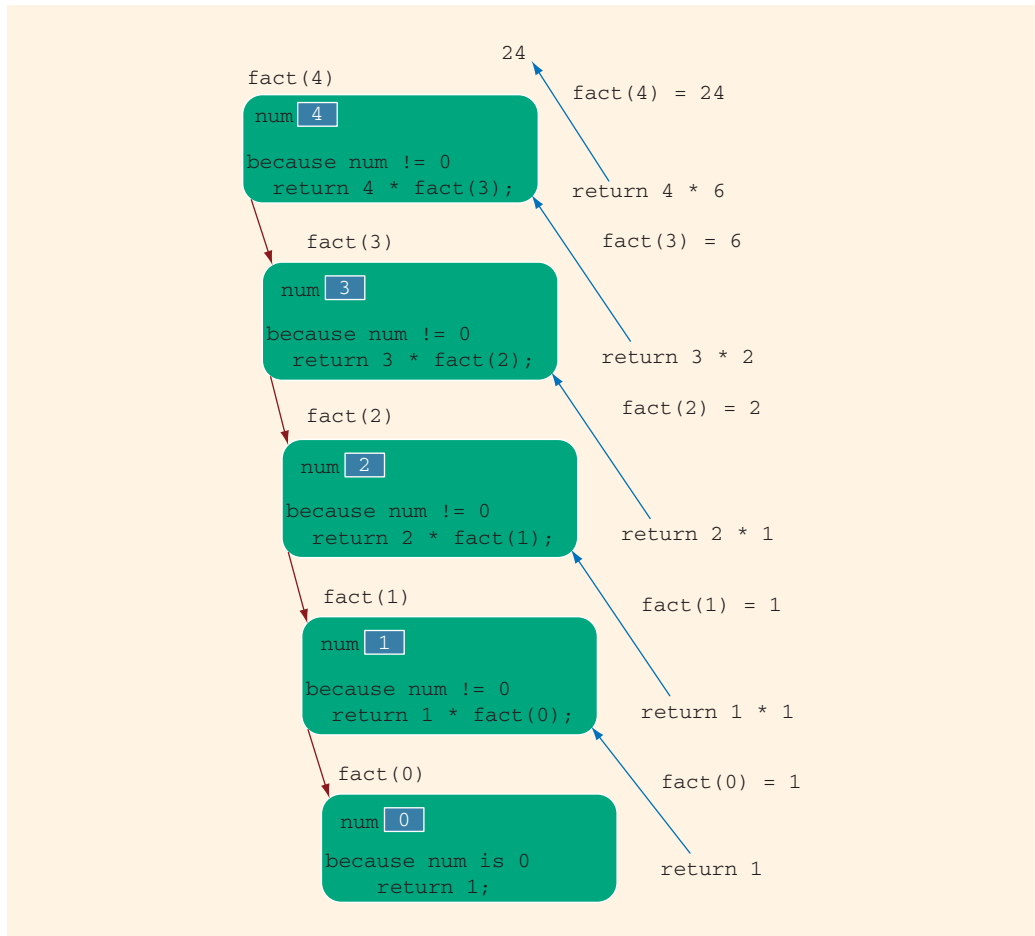 24
fact(4)
fact(4) = 24
num 4
because num != 0
return 4 * fact(3);
return 4 * 6
fact(3)
fact(3) = 6
num 3
because num != 0
return 3 * fact(2);
return 3 * 2
fact(2)
fact(2) = 2
num 2
because num != 0
return 2 * fact(1);
return 2 * 1
fact(1)
fact(1) = 1
num 1
because num != 0
return 1 * fact(0);
return 1 * 1
fact(0)
fact(0) = 1
num 0
because num is 0
return 1;
return 1